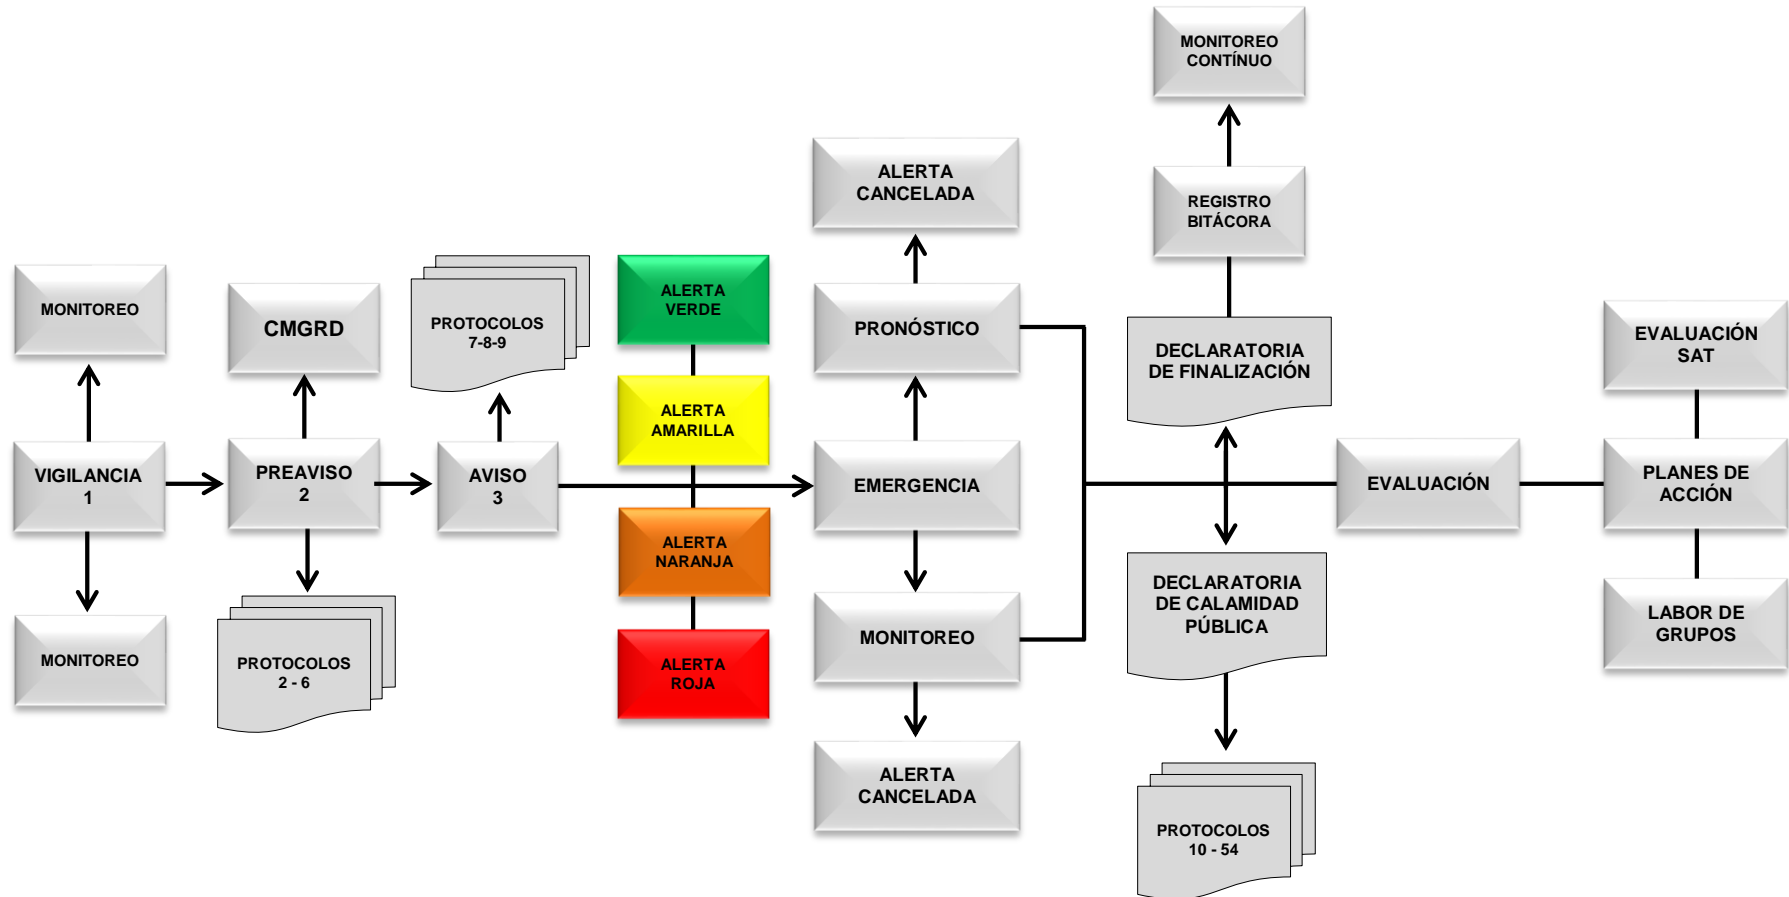 MONITOREO
VIGILANCIA
1
MONITOREO
CMGRD
PREAVISO
2
PROTOCOLOS
2 - 6
PROTOCOLOS
7-8-9
AVISO
3
ALERTA
VERDE
ALERTA
AMARILLA
ALERTA
NARANJA
ALERTA
ROJA
ALERTA
CANCELADA
PRONÓSTICO
EMERGENCIA
MONITOREO
ALERTA
CANCELADA
MONITOREO
CONTÍNUO
REGISTRO
BITÁCORA
DECLARATORIA
DE FINALIZACIÓN
DECLARATORIA
DE CALAMIDAD
PÚBLICA
PROTOCOLOS
10 - 54
EVALUACIÓN
EVALUACIÓN
SAT
PLANES DE
ACCIÓN
LABOR DE
GRUPOS